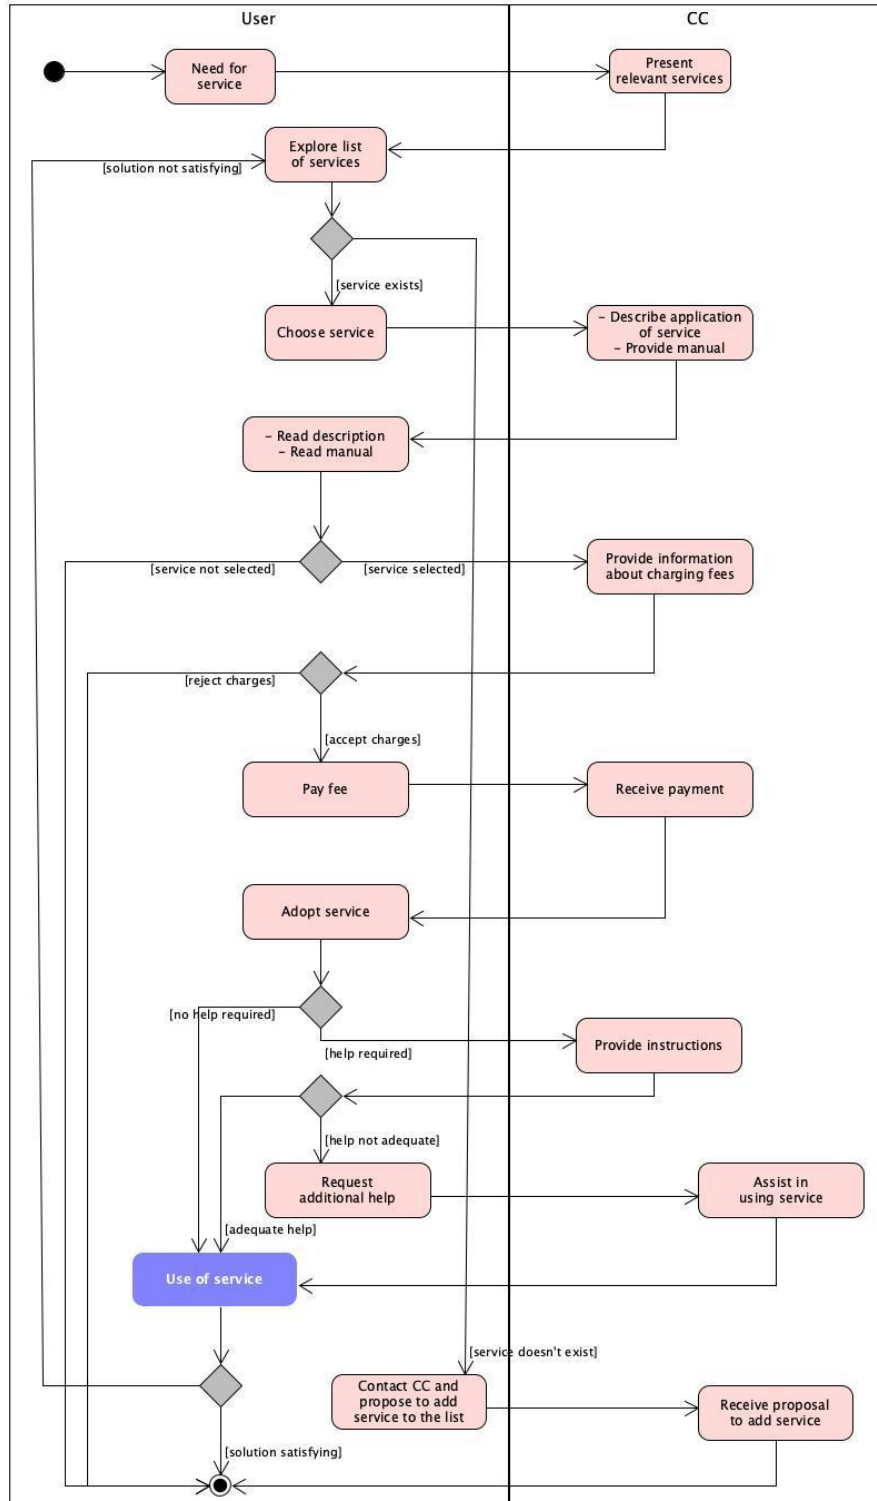 User
CC
Need for
service
Present
relevant services
Explore list
of services
[solution not satisfying]
[service exists]
Choose service
– Describe application
of service
– Provide manual
– Read description
– Read manual
[service not selected]
[service selected]
Provide information
about charging fees
[reject charges]
[accept charges]
Pay fee
Receive payment
Adopt service
[no help required]
[help required]
Provide instructions
[help not adequate]
Request
additional help
Assist in
using service
[adequate help]
Use of service
[service doesn't exist]
Contact CC and
propose to add
service to the list
Receive proposal
to add service
[solution satisfying]